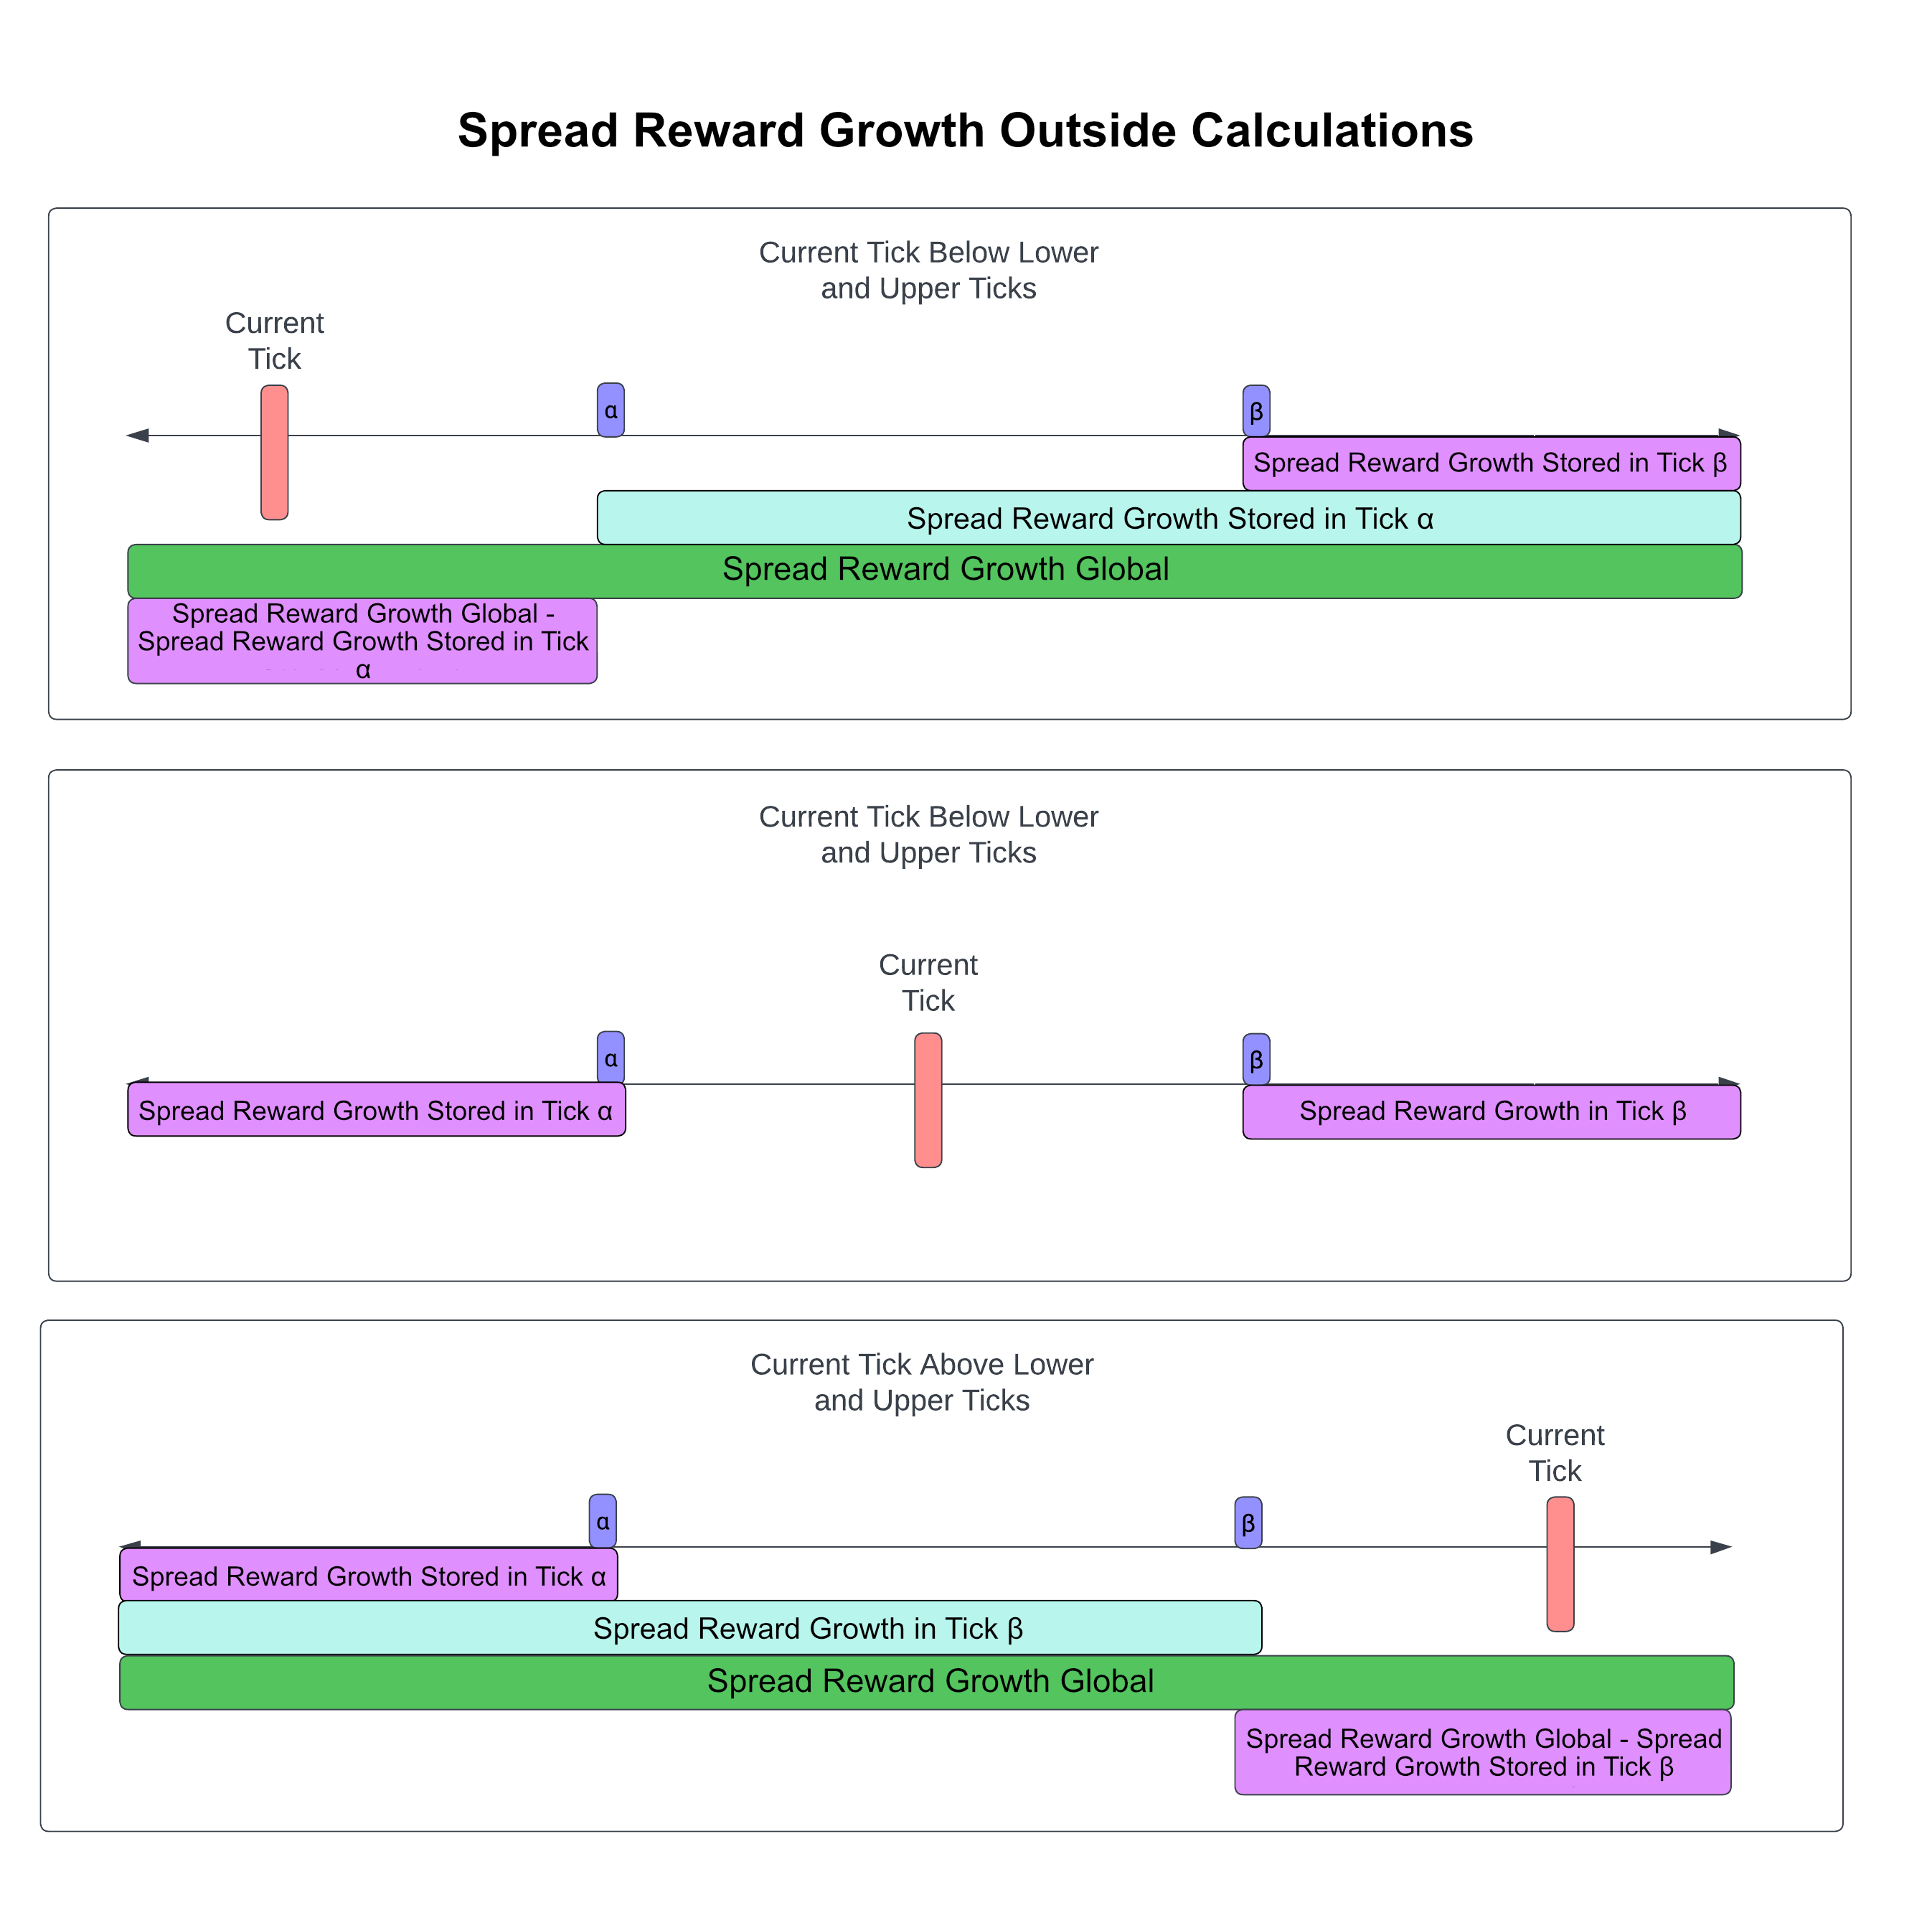 Spread Reward Growth Outside Calculations
Current Tick Below Lower
and Upper Ticks
Current
Tick
α
β
Spread Reward Growth Stored in Tick β
Spread Reward Growth Stored in Tick α
Spread Reward Growth Global
Spread Reward Growth Global -
Spread Reward Growth Stored in Tick
α
Current Tick Below Lower
and Upper Ticks
Current
Tick
α
β
Spread Reward Growth Stored in Tick α
Spread Reward Growth in Tick β
Current Tick Above Lower
and Upper Ticks
Current
Tick
α
β
Spread Reward Growth Stored in Tick α
Spread Reward Growth in Tick β
Spread Reward Growth Global
Spread Reward Growth Global - Spread
Reward Growth Stored in Tick β